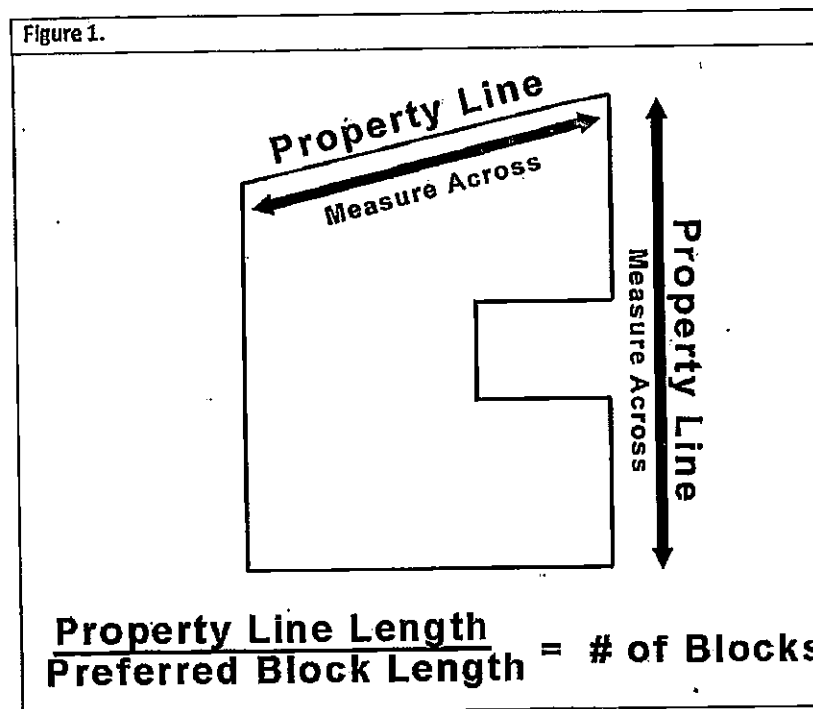 Figure 1.
Property Line
Measure Across
Property Line
Measure Across
Property Line Length
Preferred Block Length
= # of Blocks